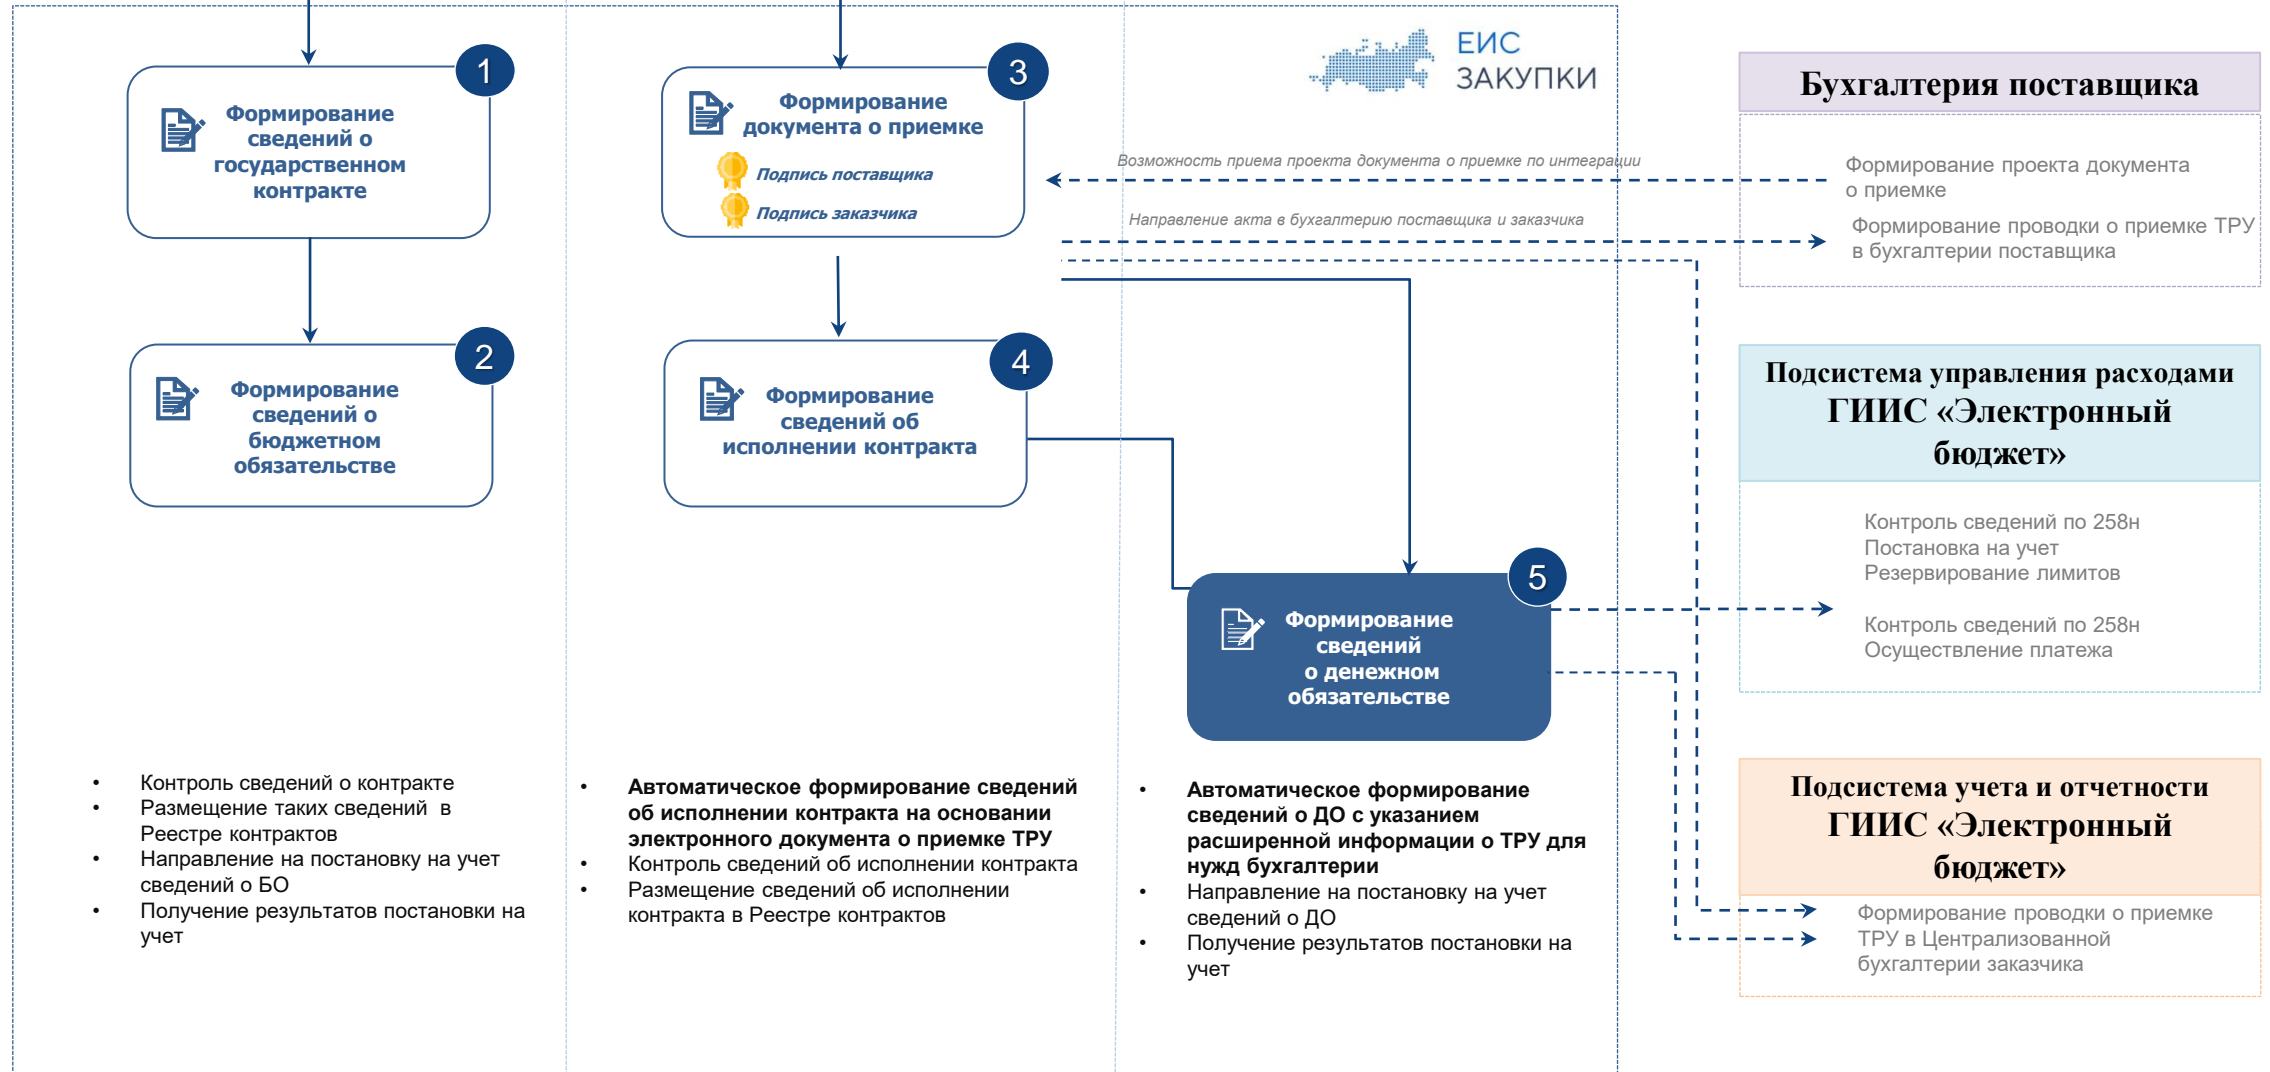 1
Формирование
сведений о
государственном
контракте
2
Формирование
сведений о
бюджетном
обязательстве
• Контроль сведений о контракте
• Размещение таких сведений в
Реестре контрактов
• Направление на постановку на учет
сведений о БО
• Получение результатов постановки на
учет
3
Формирование
документа о приемке
Подпись поставщика
Подпись заказчика
4
Формирование
сведений об
исполнении контракта
• Автоматическое формирование сведений
об исполнении контракта на основании
электронного документа о приемке ТРУ
• Контроль сведений об исполнении контракта
• Размещение сведений об исполнении
контракта в Реестре контрактов
ЕИС
ЗАКУПКИ
Возможность приема проекта документа о приемке по интеграции
Направление акта в бухгалтерию поставщика и заказчика
5
Формирование
сведений
о денежном
обязательстве
• Автоматическое формирование
сведений о ДО с указанием
расширенной информации о ТРУ для
нужд бухгалтерии
• Направление на постановку на учет
сведений о ДО
• Получение результатов постановки на
учет
Бухгалтерия поставщика
Формирование проекта документа
о приемке
Формирование проводки о приемке ТРУ
в бухгалтерии поставщика
Подсистема управления расходами
ГИИС «Электронный
бюджет»
Контроль сведений по 258н
Постановка на учет
Резервирование лимитов
Контроль сведений по 258н
Осуществление платежа
Подсистема учета и отчетности
ГИИС «Электронный
бюджет»
Формирование проводки о приемке
ТРУ в Централизованной
бухгалтерии заказчика